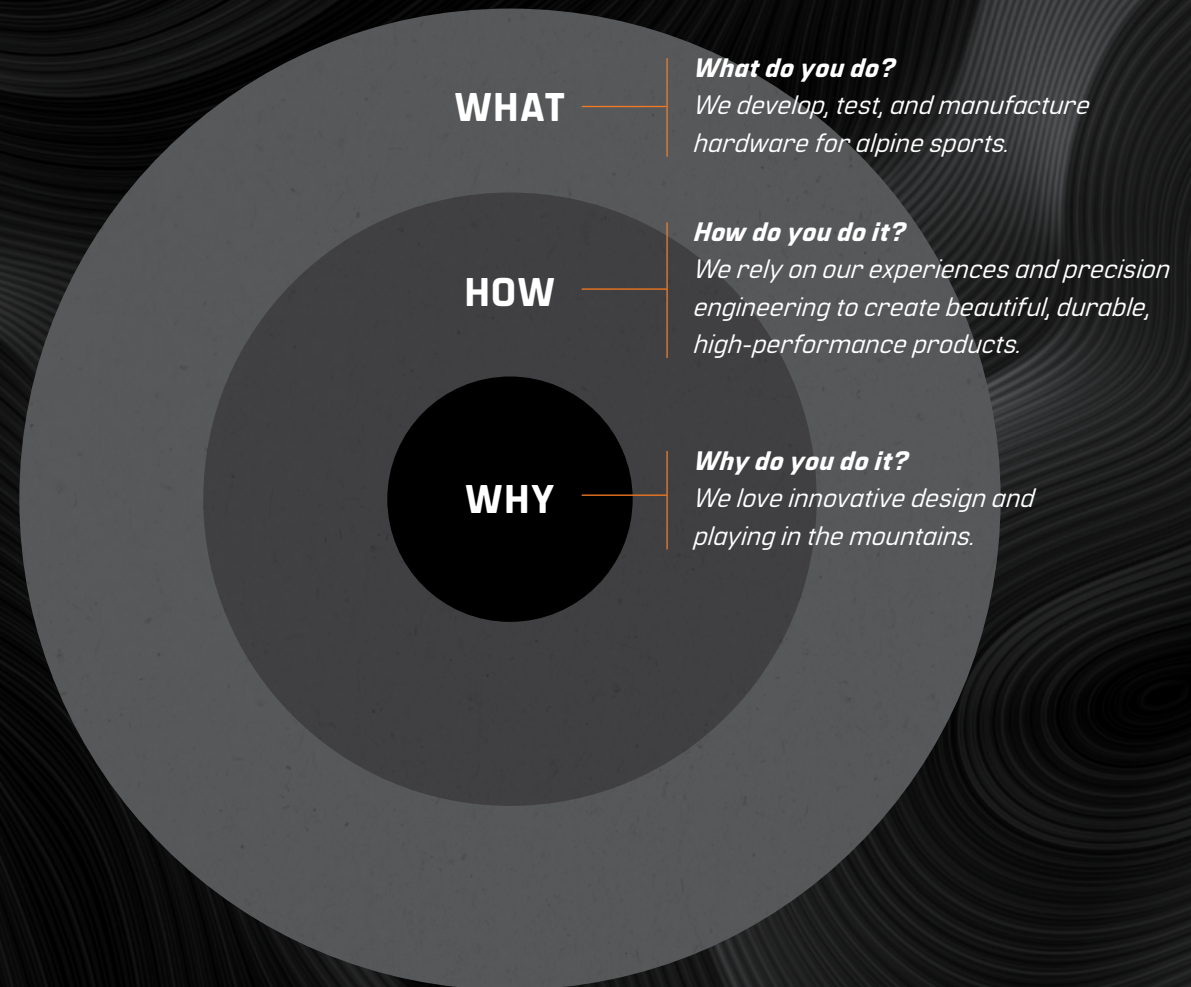 WHAT
What do you do?
We develop, test, and manufacture
hardware for alpine sports.
HOW
How do you do it?
We rely on our experiences and precision
engineering to create beautiful, durable,
high-performance products.
WHY
Why do you do it?
We love innovative design and
playing in the mountains.